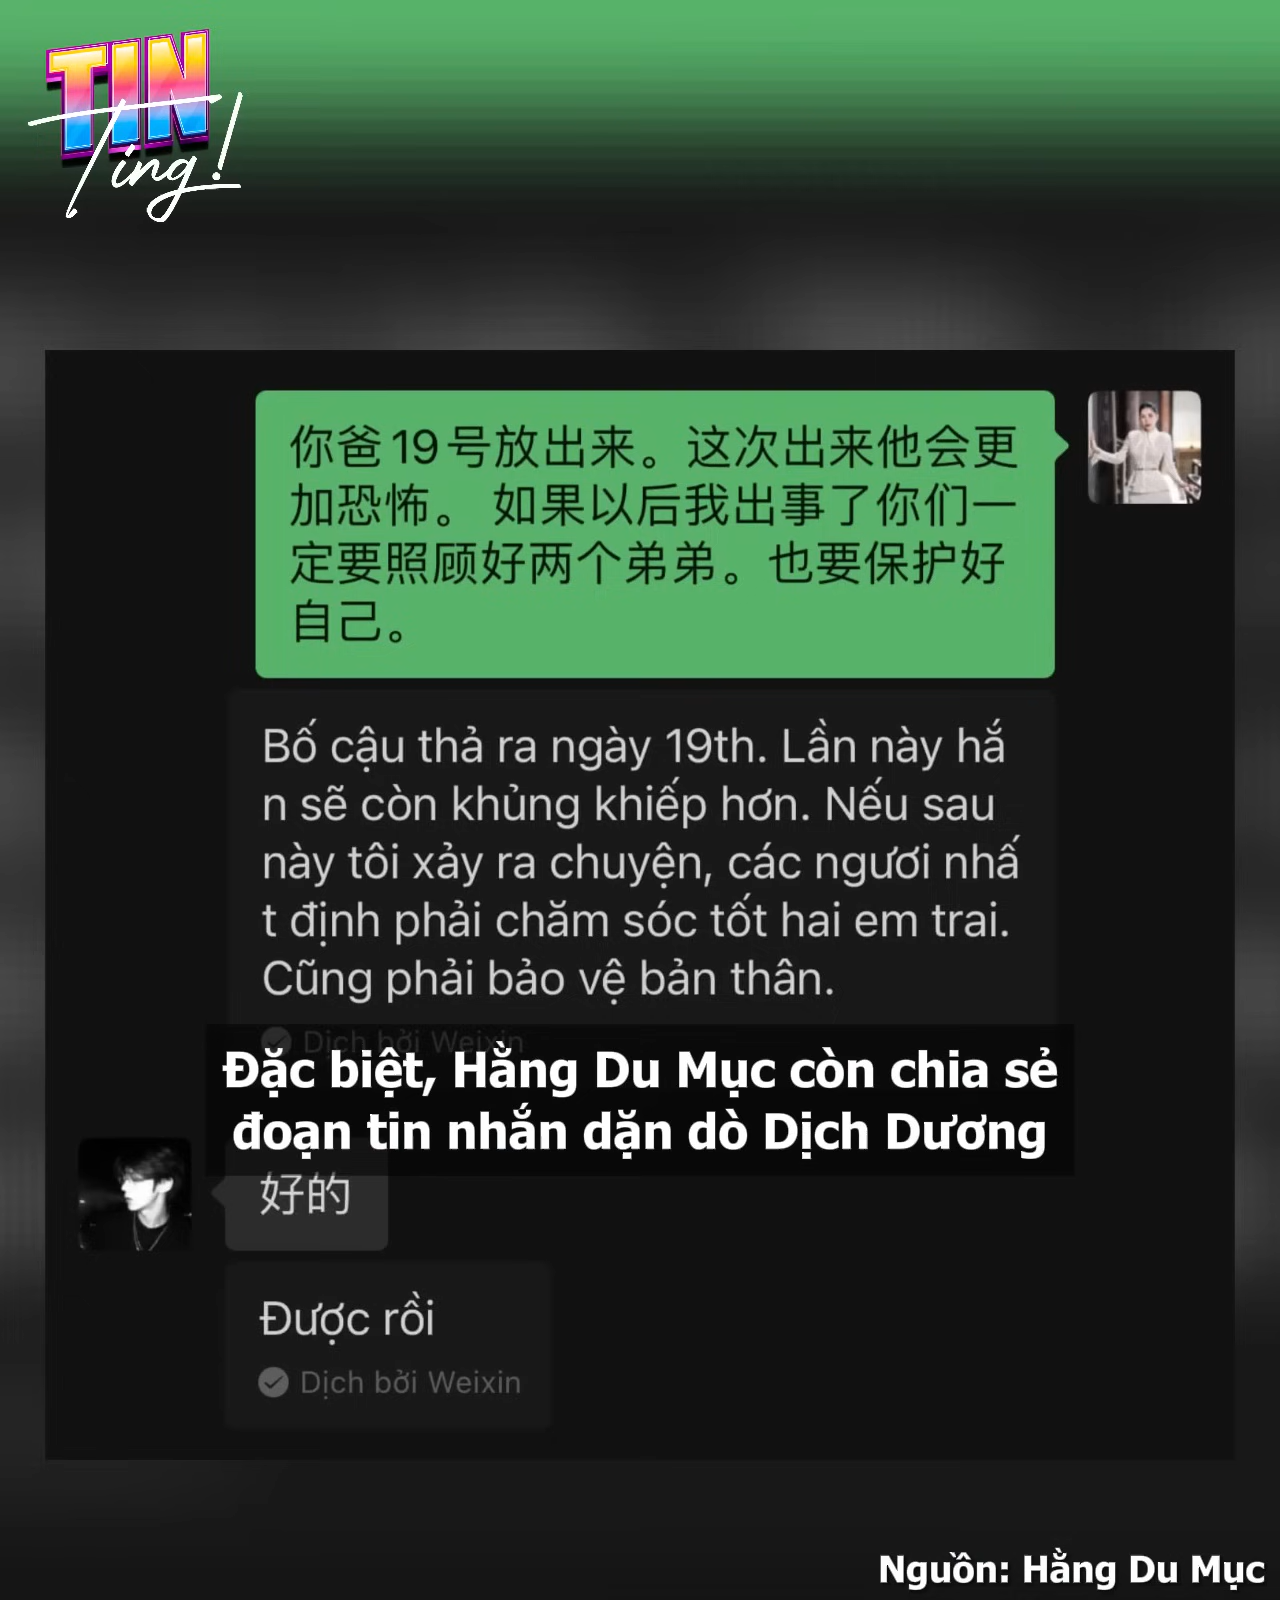 TIN
Ting!
你爸19号放出来。这次出来他会更
加恐怖。 如果以后我出事了你们一
定要照顾好两个弟弟。也要保护好
自己。
Bố cậu thả ra ngày 19th. Lần này hắ
n sẽ còn khủng khiếp hơn. Nếu sau
này tôi xảy ra chuyện, các ngươi nhấ
t định phải chăm sóc tốt hai em trai.
Cũng phải bảo vệ bản thân.
Dịch bởi Weixin
Đặc biệt, Hằng Du Mục còn chia sẻ
đoạn tin nhắn dặn dò Dịch Dương
好的
Được rồi
Dịch bởi Weixin
Nguồn: Hằng Du Mục